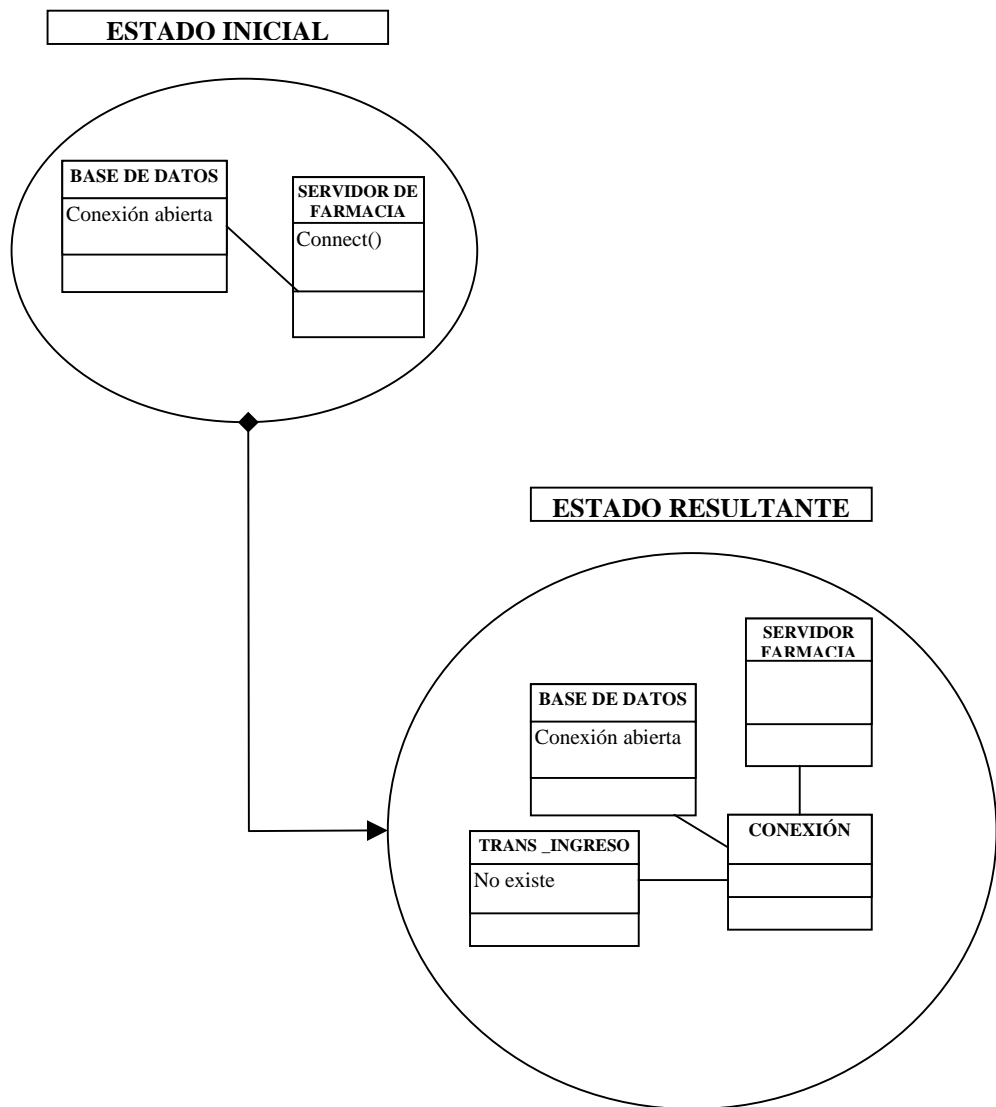 ESTADO INICIAL
BASE DE DATOS
Conexión abierta
SERVIDOR DE
FARMACIA
Connect()
ESTADO RESULTANTE
SERVIDOR
FARMACIA
BASE DE DATOS
Conexión abierta
CONEXIÓN
TRANS _INGRESO
No existe